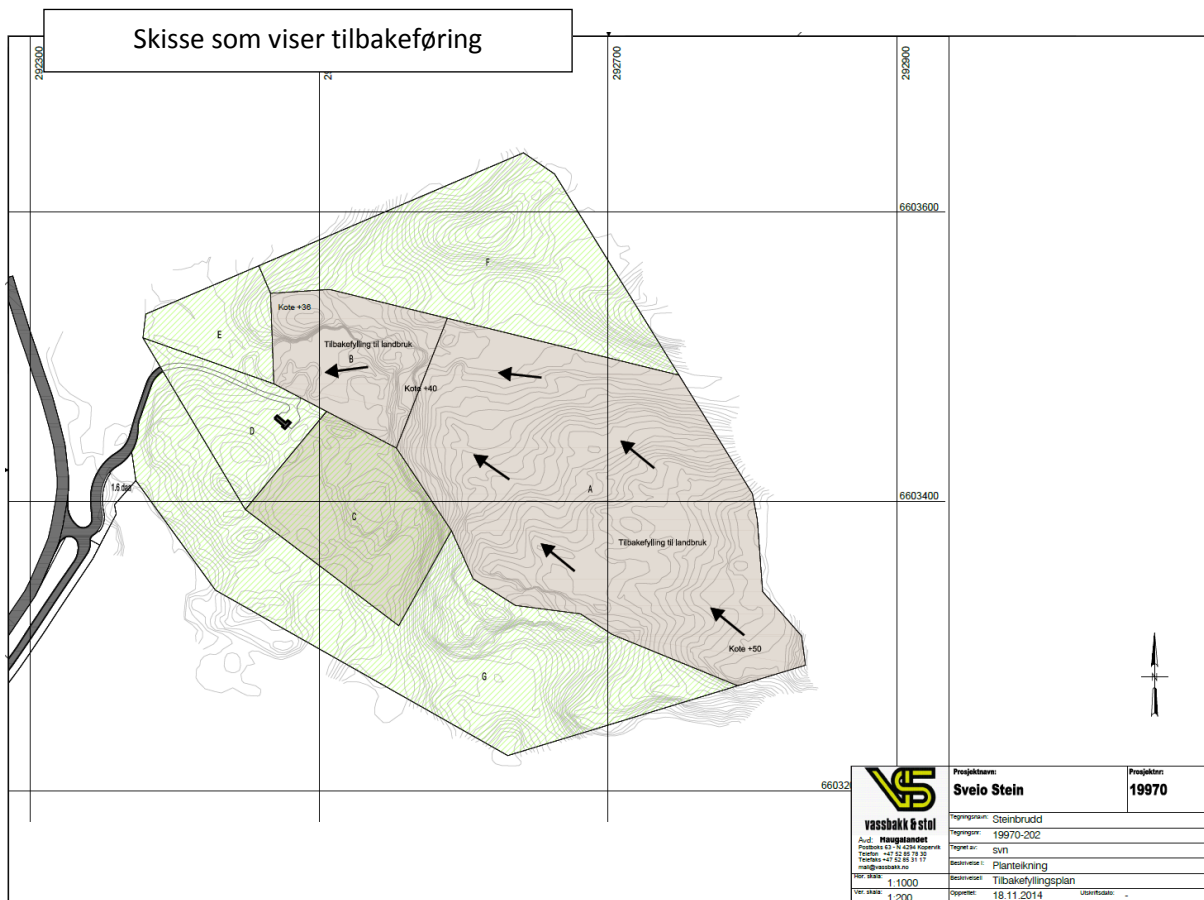 Skisse som viser tilbakeføring
292300
292700
292900
6603600
F
Kote +36
E
Tilbakefylling til landbruk
B
Kote +40
D
1.6 daa
A
6603400
C
Tilbakefylling til landbruk
Kote +50
G
N
VS
vassbakk & stol
Avd: Haugalandet
Postboks 63 - N 4294 Kopervik
Telefon +47 52 85 78 30
Telefaks +47 52 85 31 17
mail@vassbakk.no
Hor. skala: 1:1000
Ver. skala: 1:200
Prosjektnavn:
Sveio Stein
Prosjektnr:
19970
Tegningsnavn: Steinbrudd
Tegningsnr: 19970-202
Tegnet av: svn
Beskrivelse I: Planteikning
Beskrivelse II: Tilbakefyllingsplan
Opprettet: 18.11.2014 Utskriftsdato: -